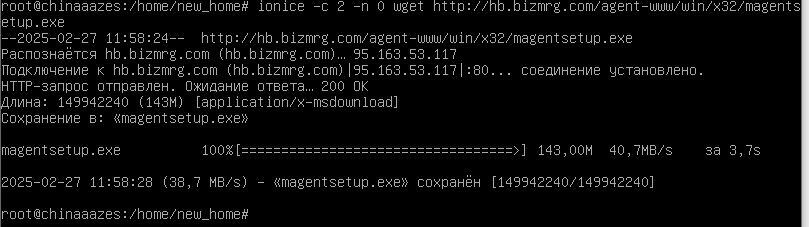 root@chinaaazes:/home/new_home# ionice -c 2 -n 0 wget http://hb.bizmrg.com/agent-www/win/x32/magents
etup.exe
--2025-02-27 11:58:24--  http://hb.bizmrg.com/agent-www/win/x32/magentsetup.exe
Распознаётся hb.bizmrg.com (hb.bizmrg.com)… 95.163.53.117
Подключение к hb.bizmrg.com (hb.bizmrg.com)|95.163.53.117|:80... соединение установлено.
HTTP-запрос отправлен. Ожидание ответа… 200 OK
Длина: 149942240 (143M) [application/x-msdownload]
Сохранение в: «magentsetup.exe»
magentsetup.exe          100%[==================================>] 143,00M  40,7MB/s    за 3,7s
2025-02-27 11:58:28 (38,7 MB/s) - «magentsetup.exe» сохранён [149942240/149942240]
root@chinaaazes:/home/new_home#